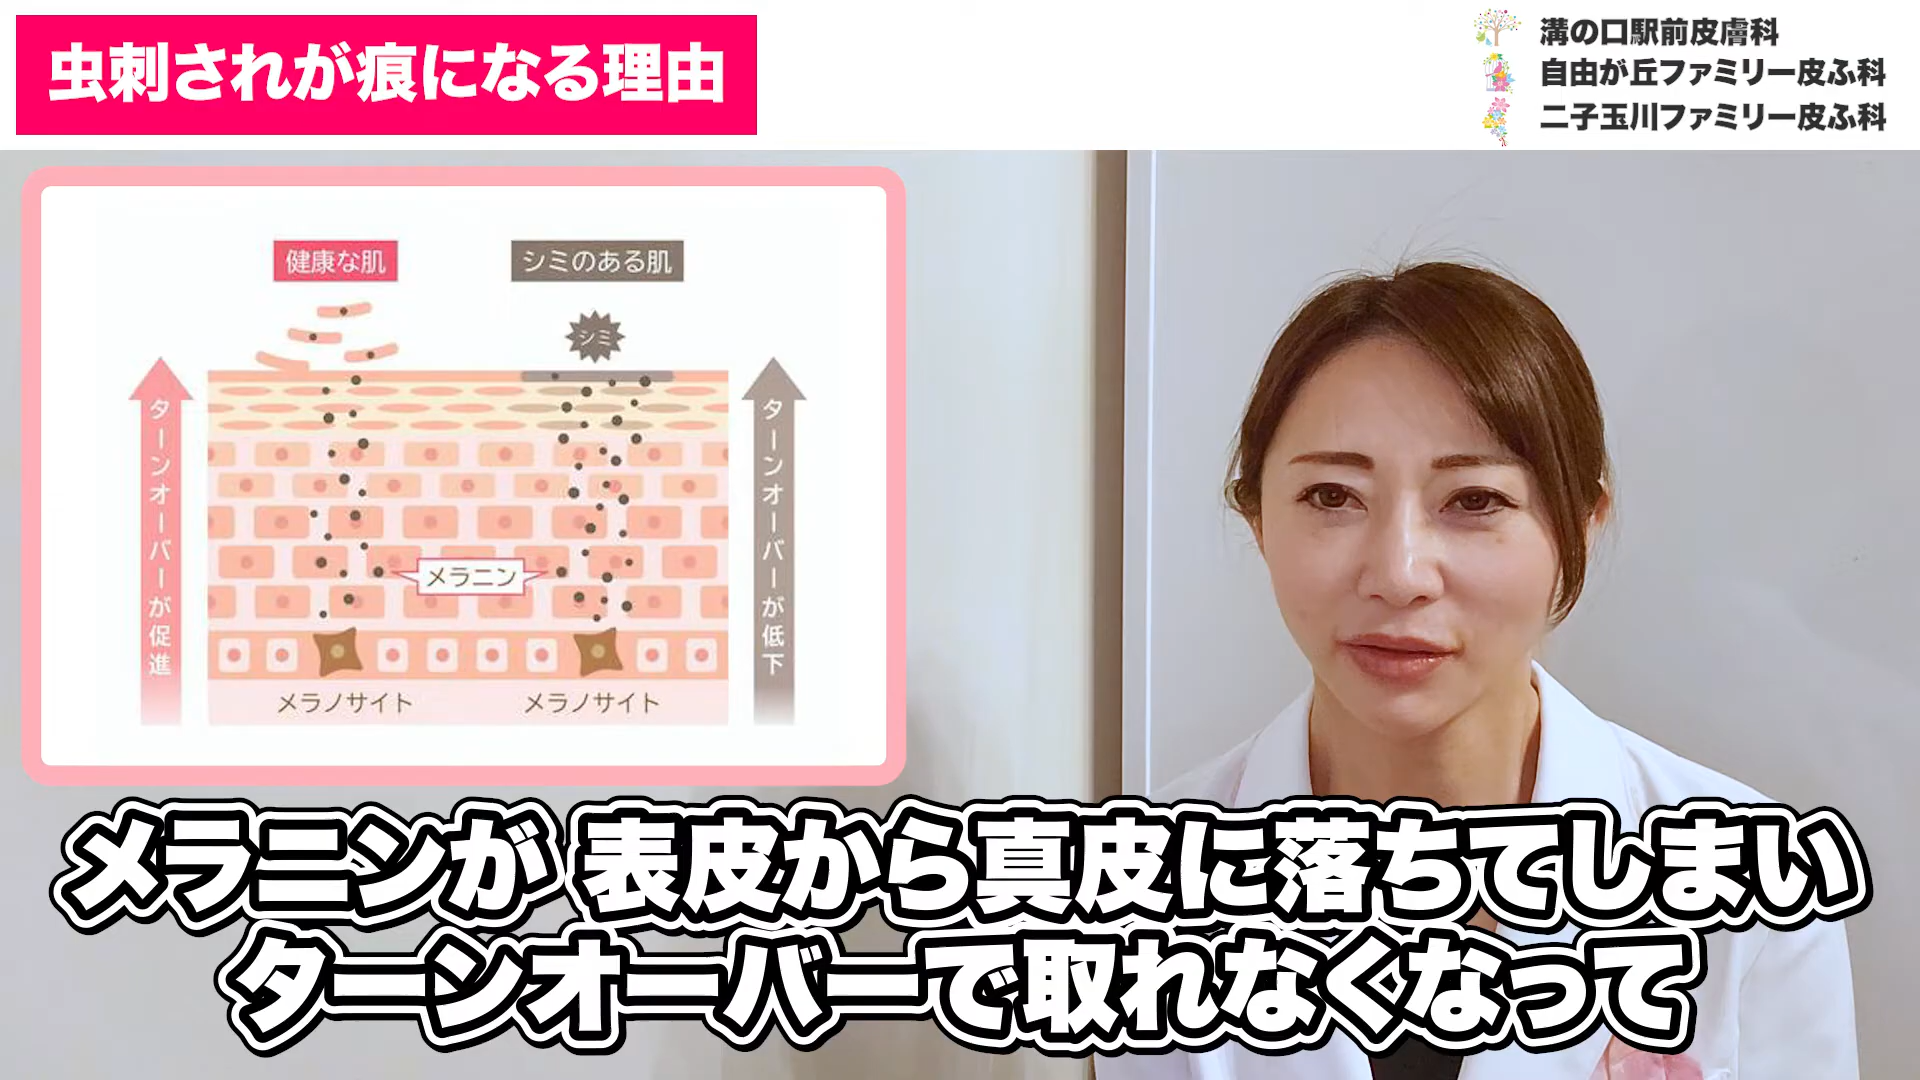 虫刺されが痕になる理由
溝の口駅前皮膚科
自由が丘ファミリー皮ふ科
二子玉川ファミリー皮ふ科
健康な肌
シミのある肌
シミ
ターンオーバーが促進
ターンオーバーが低下
メラニン
メラノサイト
メラノサイト
メラニンが 表皮から真皮に落ちてしまい
ターンオーバーで取れなくなって